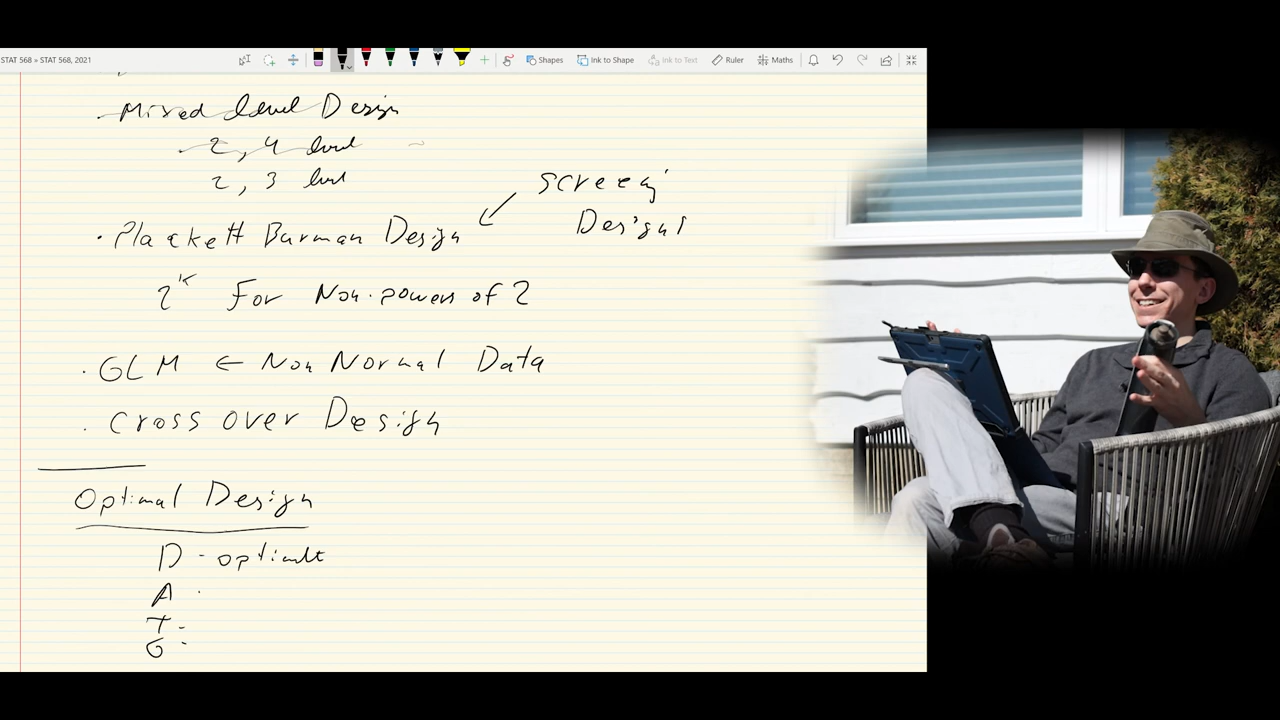 STAT 568 » STAT 568, 2021
Shapes
Ink to Shape
Ink to Text
Ruler
Maths
· Mixed level Design
· 2, 4 level
2, 3 level
Screeng
Designs
· Plackett Burman Design
2^k For Non-powers of 2
· GLM ← Non Normal Data
· Cross over Design
Optimal Design
D - optimalt
A ·
T -
G -